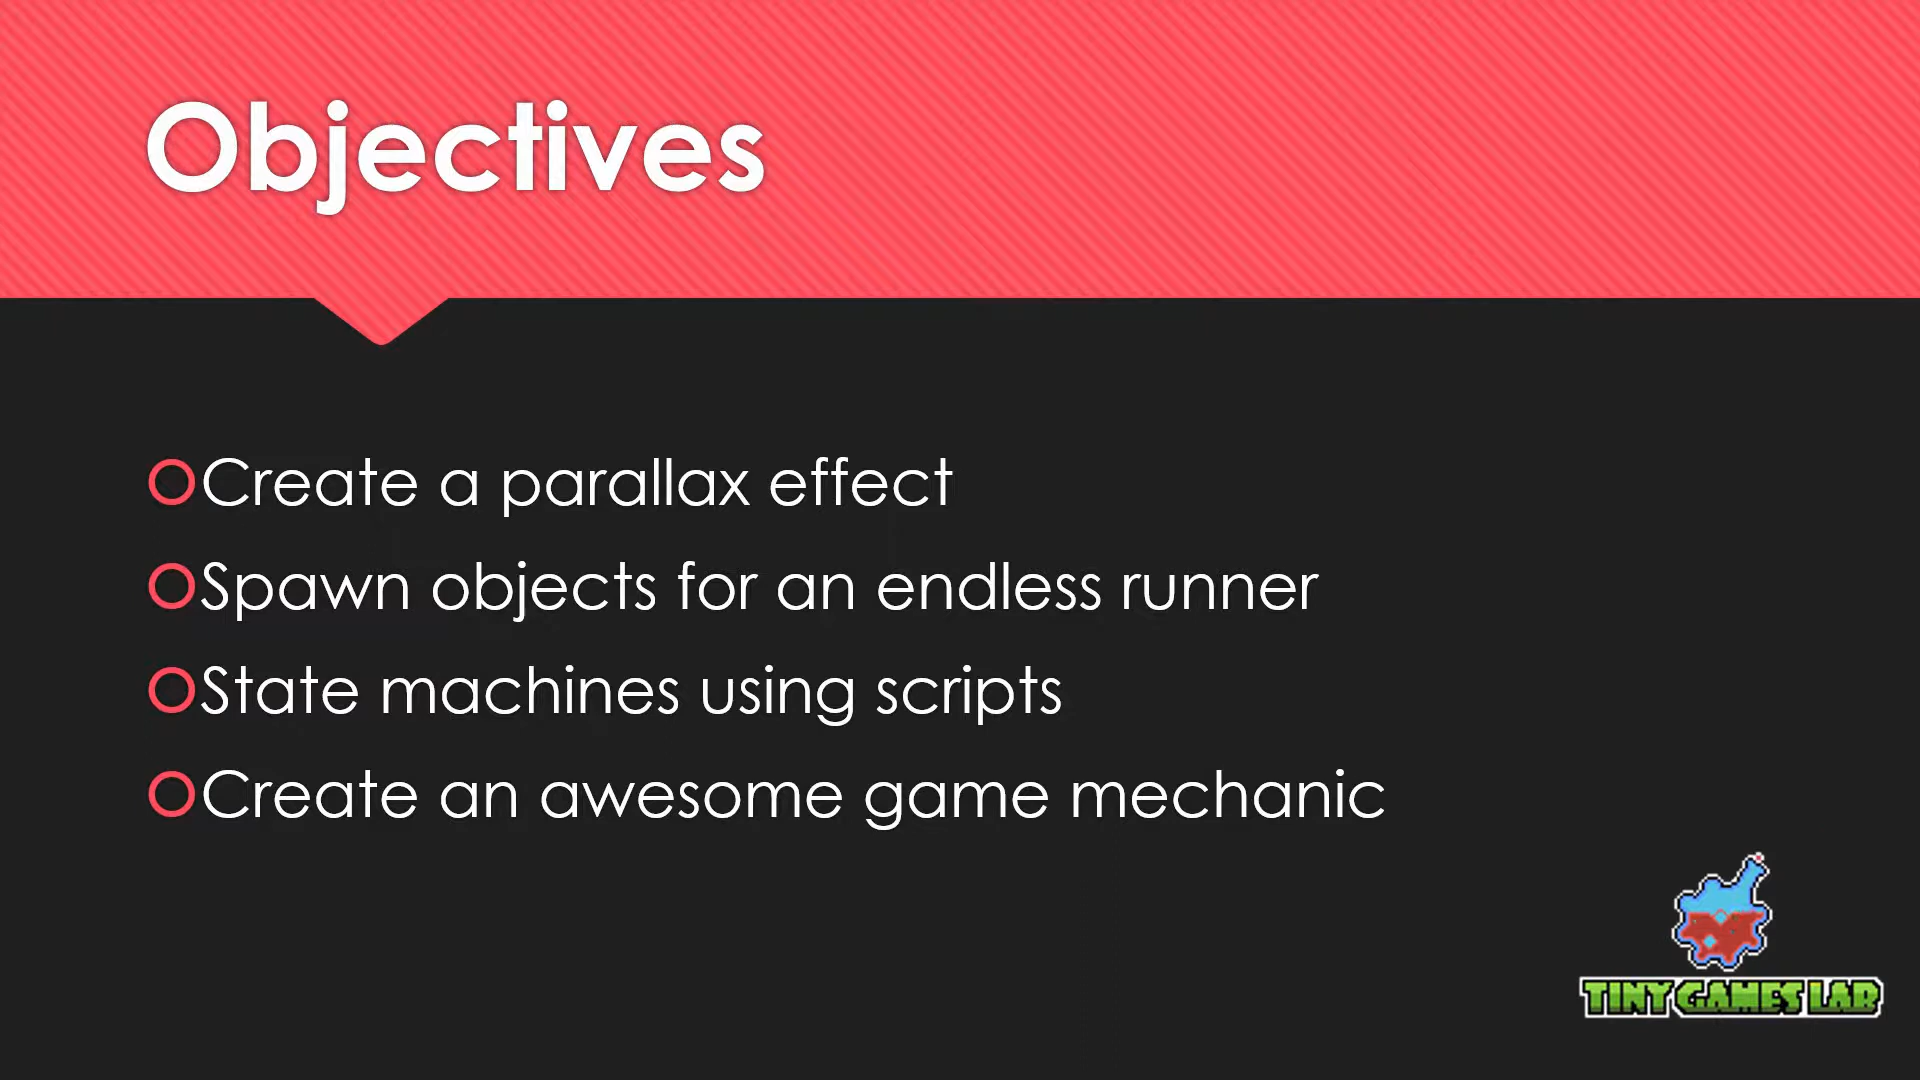 Objectives
Create a parallax effect
Spawn objects for an endless runner
State machines using scripts
Create an awesome game mechanic
TINY GAMES LAB